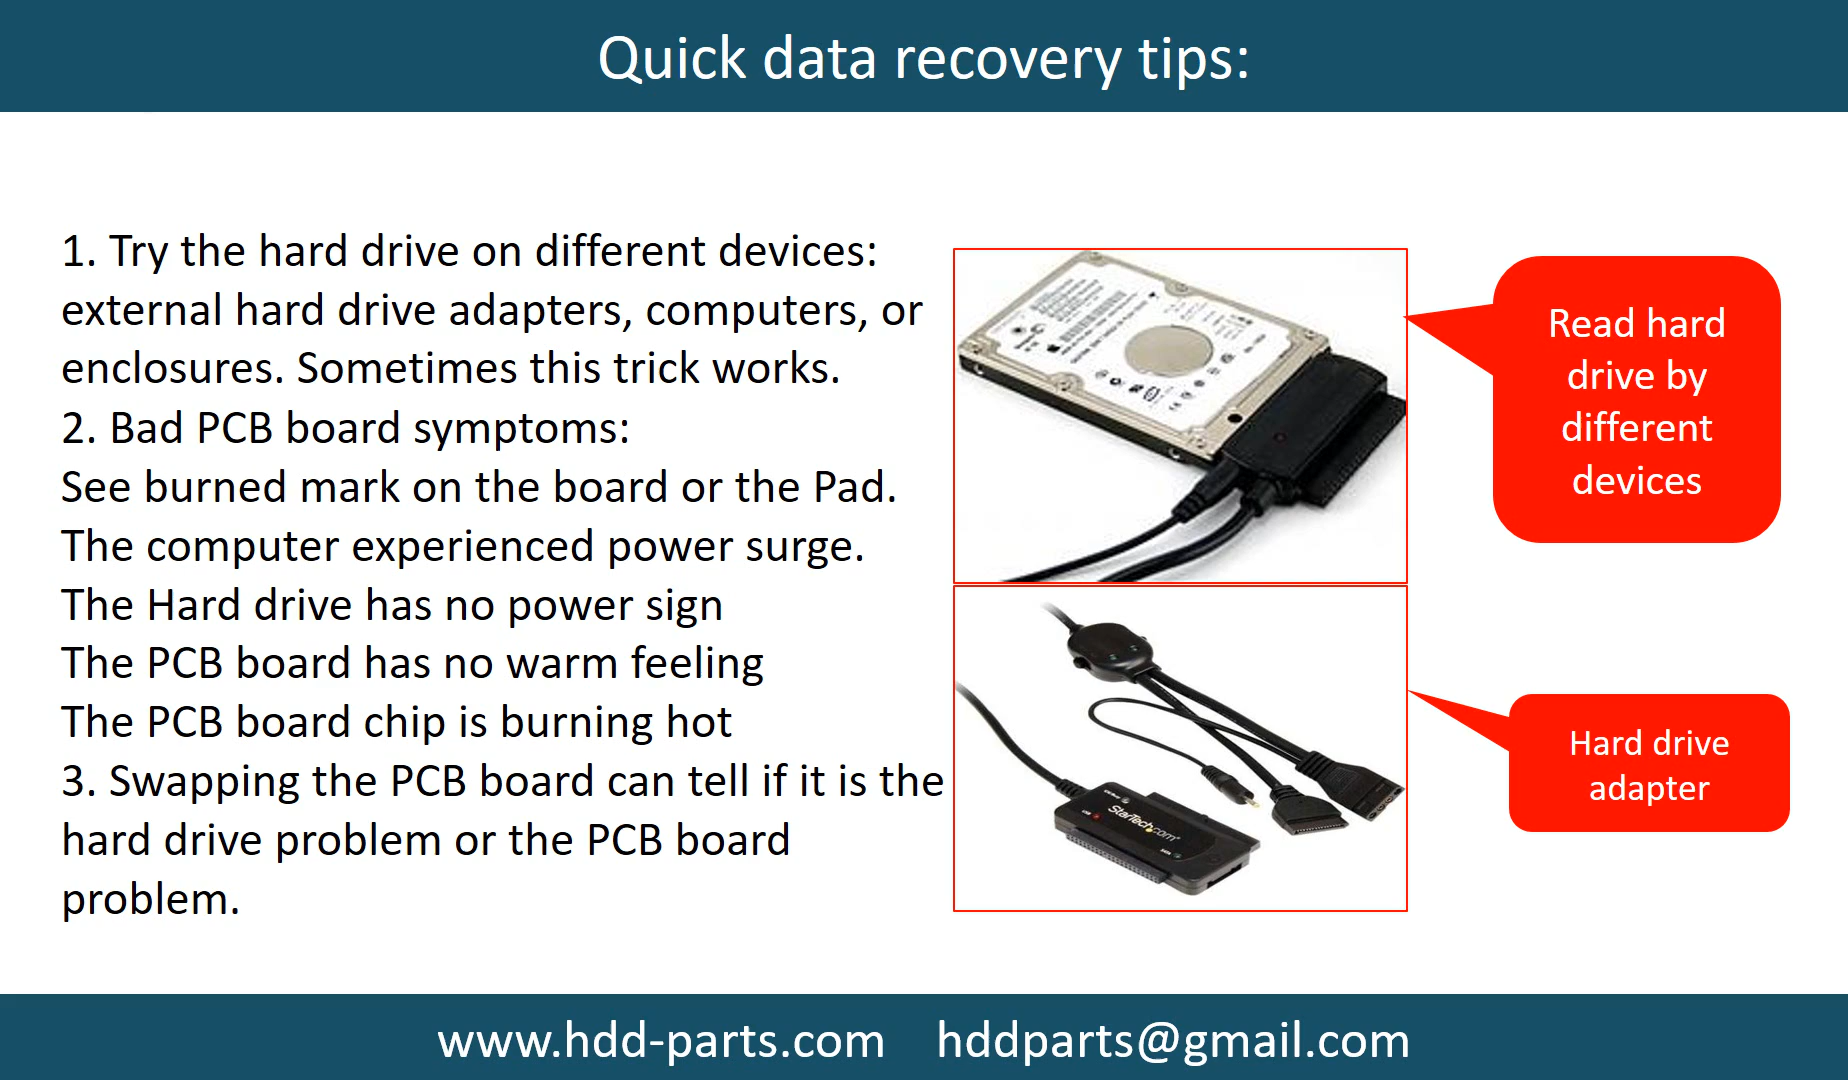 Quick data recovery tips:
1. Try the hard drive on different devices:
external hard drive adapters, computers, or
enclosures. Sometimes this trick works.
2. Bad PCB board symptoms:
See burned mark on the board or the Pad.
The computer experienced power surge.
The Hard drive has no power sign
The PCB board has no warm feeling
The PCB board chip is burning hot
3. Swapping the PCB board can tell if it is the
hard drive problem or the PCB board
problem.
Read hard
drive by
different
devices
StarTech.com
Hard drive
adapter
www.hdd-parts.com hddparts@gmail.com